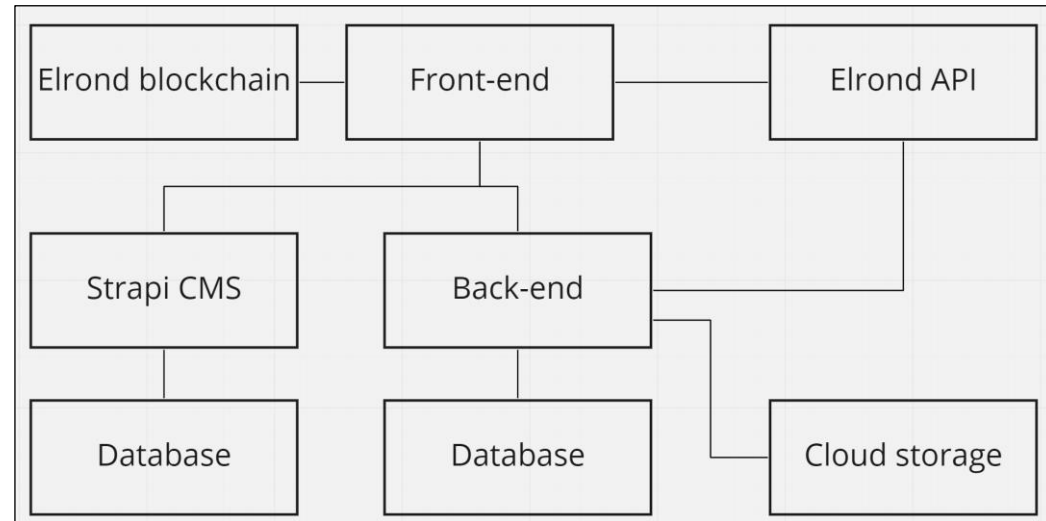 Elrond blockchain
Front-end
Elrond API
Strapi CMS
Back-end
Database
Database
Cloud storage